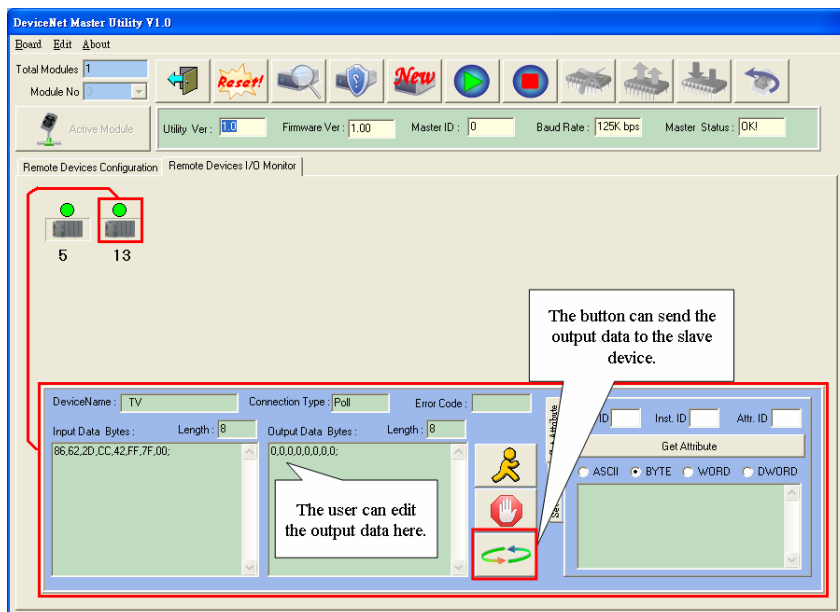 DeviceNet Master Utility V1.0
Board Edit About
Total Modules 1
Module No 3
Reset!
New
Active Module
Utility Ver : 1.0 Firmware Ver : 1.00 Master ID : 0 Baud Rate : 125K bps Master Status : OK!
Remote Devices Configuration Remote Devices I/O Monitor
5 13
The button can send the
output data to the slave
device.
DeviceName : TV Connection Type : Poll Error Code :
ID Inst. ID Attr. ID
Input Data Bytes : Length : 8 Output Data Bytes : Length : 8
Get Attribute
86,62,2D,CC,42,FF,7F,00; 0,0,0,0,0,0,0,0;
ASCII BYTE WORD DWORD
The user can edit
the output data here.